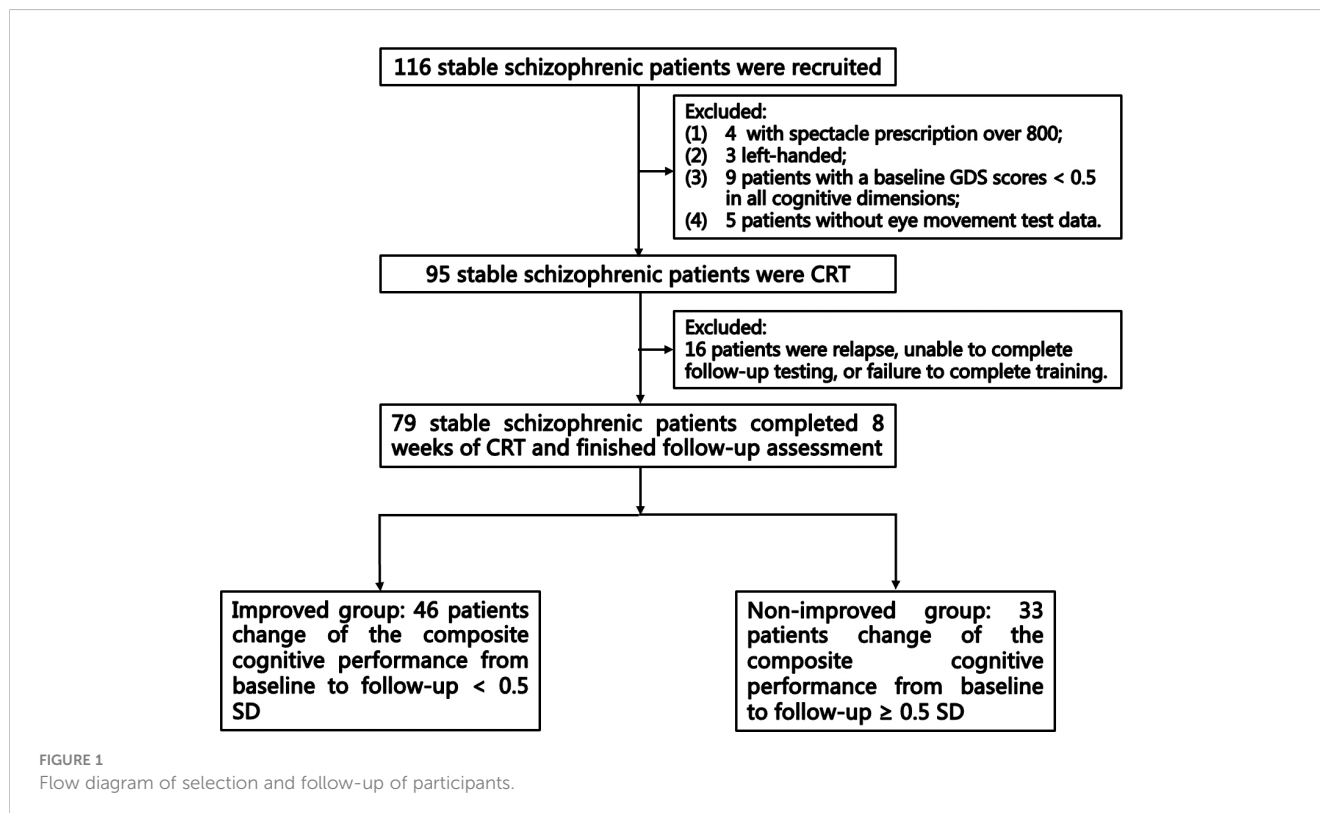 116 stable schizophrenic patients were recruited
Excluded:
(1) 4 with spectacle prescription over 800;
(2) 3 left-handed;
(3) 9 patients with a baseline GDS scores < 0.5
in all cognitive dimensions;
(4) 5 patients without eye movement test data.
95 stable schizophrenic patients were CRT
Excluded:
16 patients were relapse, unable to complete
follow-up testing, or failure to complete training.
79 stable schizophrenic patients completed 8
weeks of CRT and finished follow-up assessment
Improved group: 46 patients
change of the composite
cognitive performance from
baseline to follow-up < 0.5
SD
Non-improved group: 33
patients change of the
composite cognitive
performance from baseline
to follow-up ≥ 0.5 SD
FIGURE 1
Flow diagram of selection and follow-up of participants.